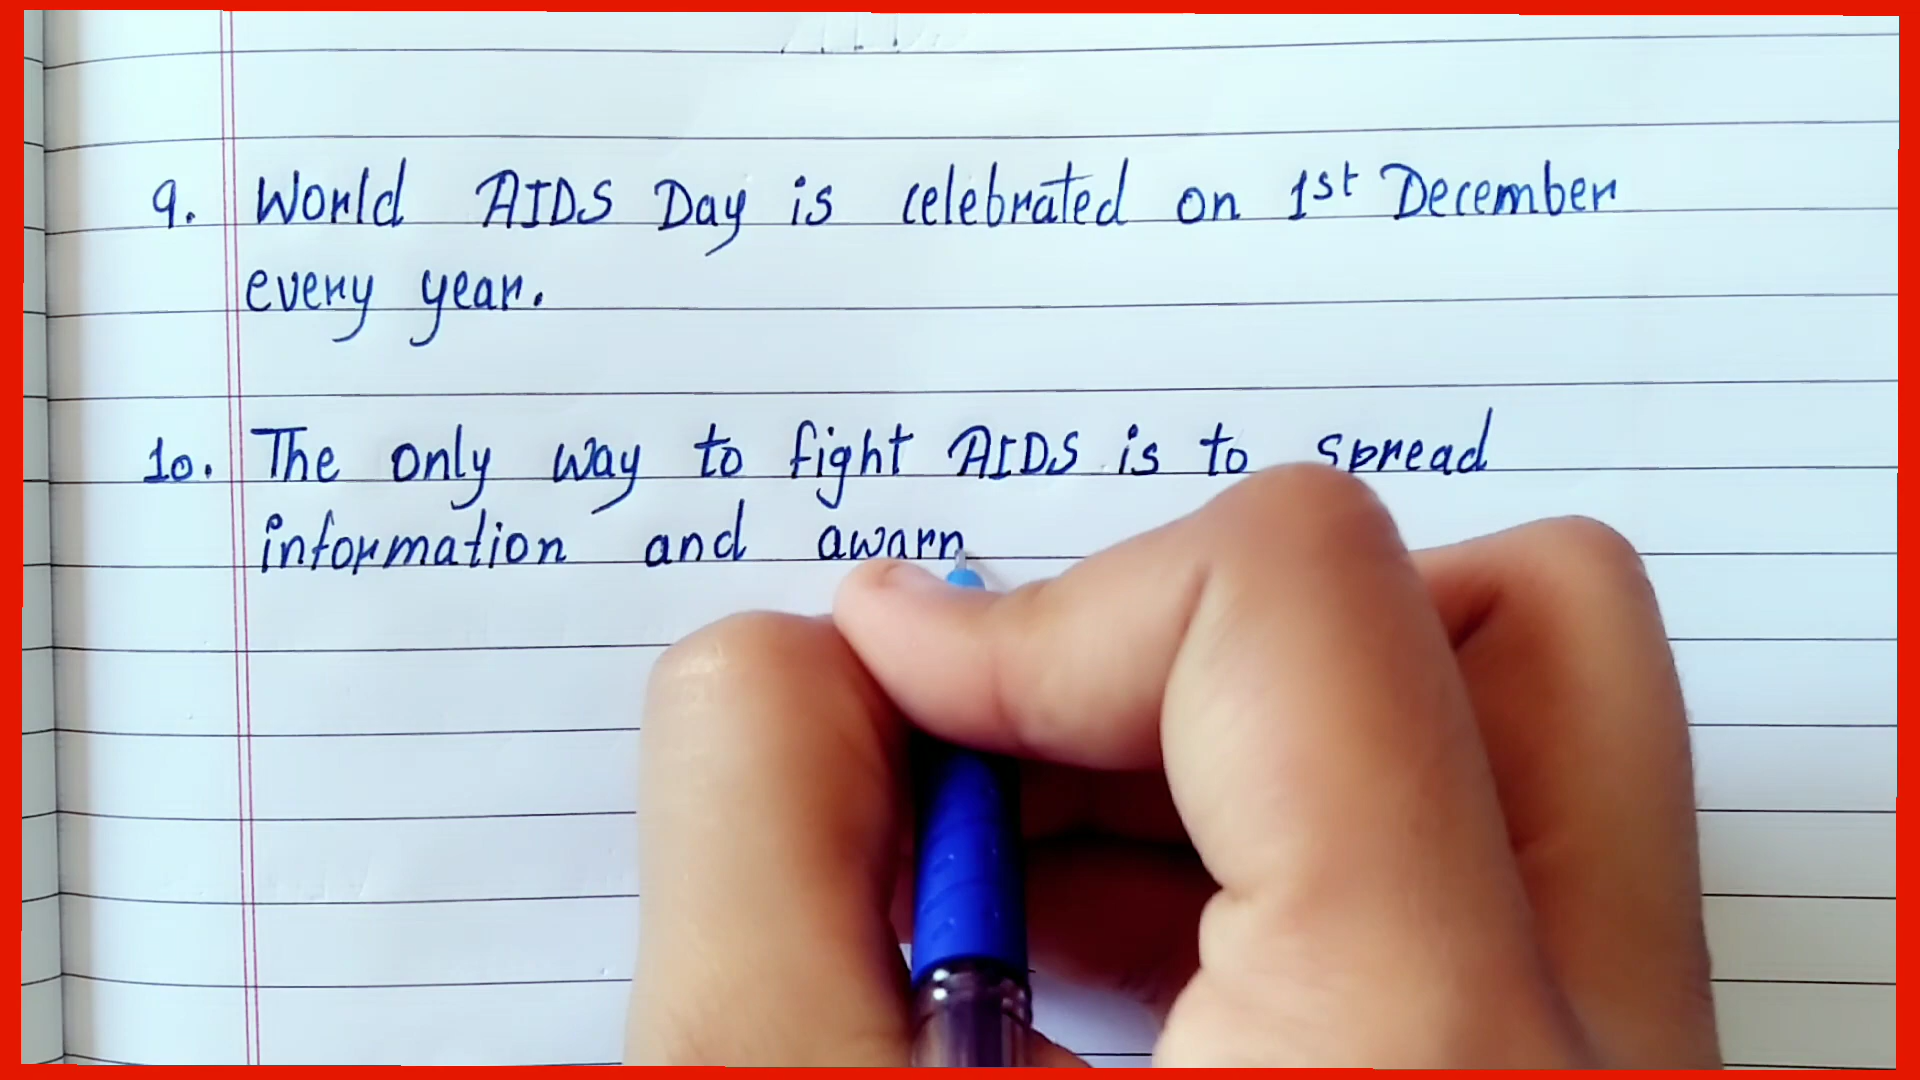 9. World AIDS Day is celebrated on 1st December
every year.
10. The only way to fight AIDS is to spread
information and awarn